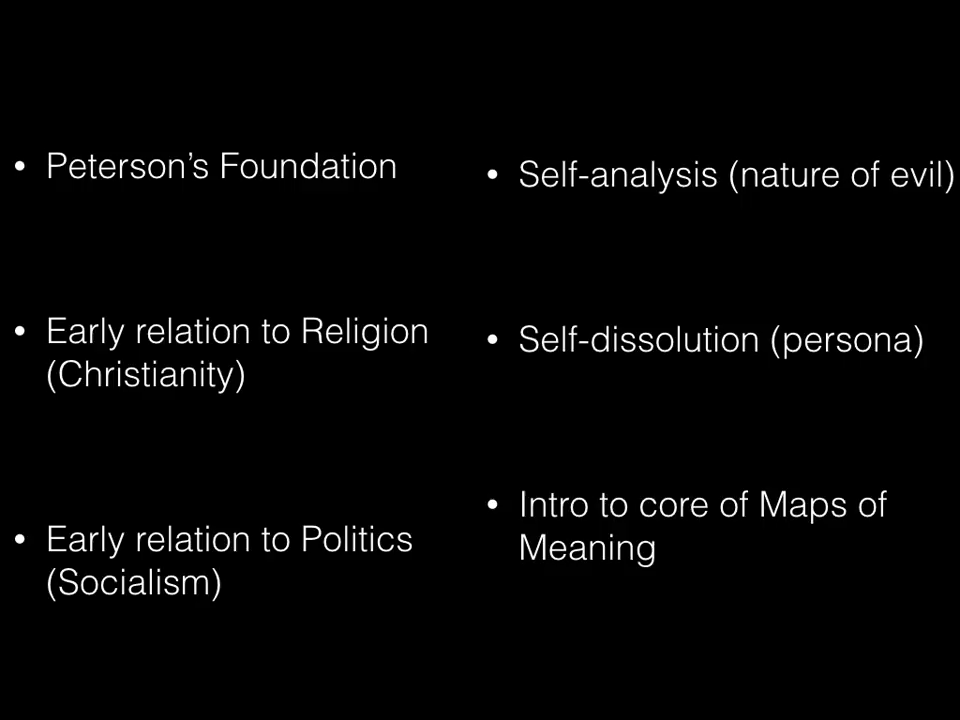 • Peterson’s Foundation
• Early relation to Religion
(Christianity)
• Early relation to Politics
(Socialism)
• Self-analysis (nature of evil)
• Self-dissolution (persona)
• Intro to core of Maps of
Meaning